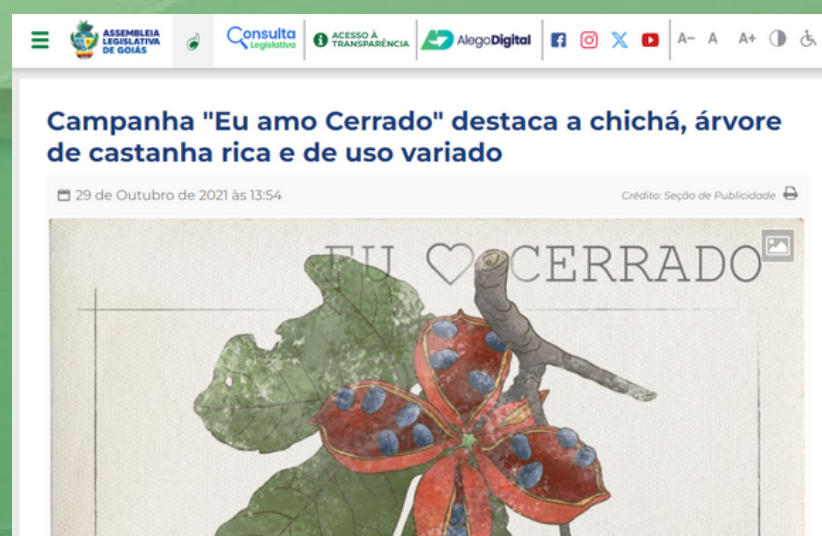 ASSEMBLEIA
LEGISLATIVA
DE GOIÁS
Consulta
Legislativa
ACESSO À
TRANSPARÊNCIA
AlegoDigital
A- A A+
Campanha "Eu amo Cerrado" destaca a chichá, árvore
de castanha rica e de uso variado
29 de Outubro de 2021 às 13:54
Crédito: Seção de Publicidade
EU ♡ CERRADO